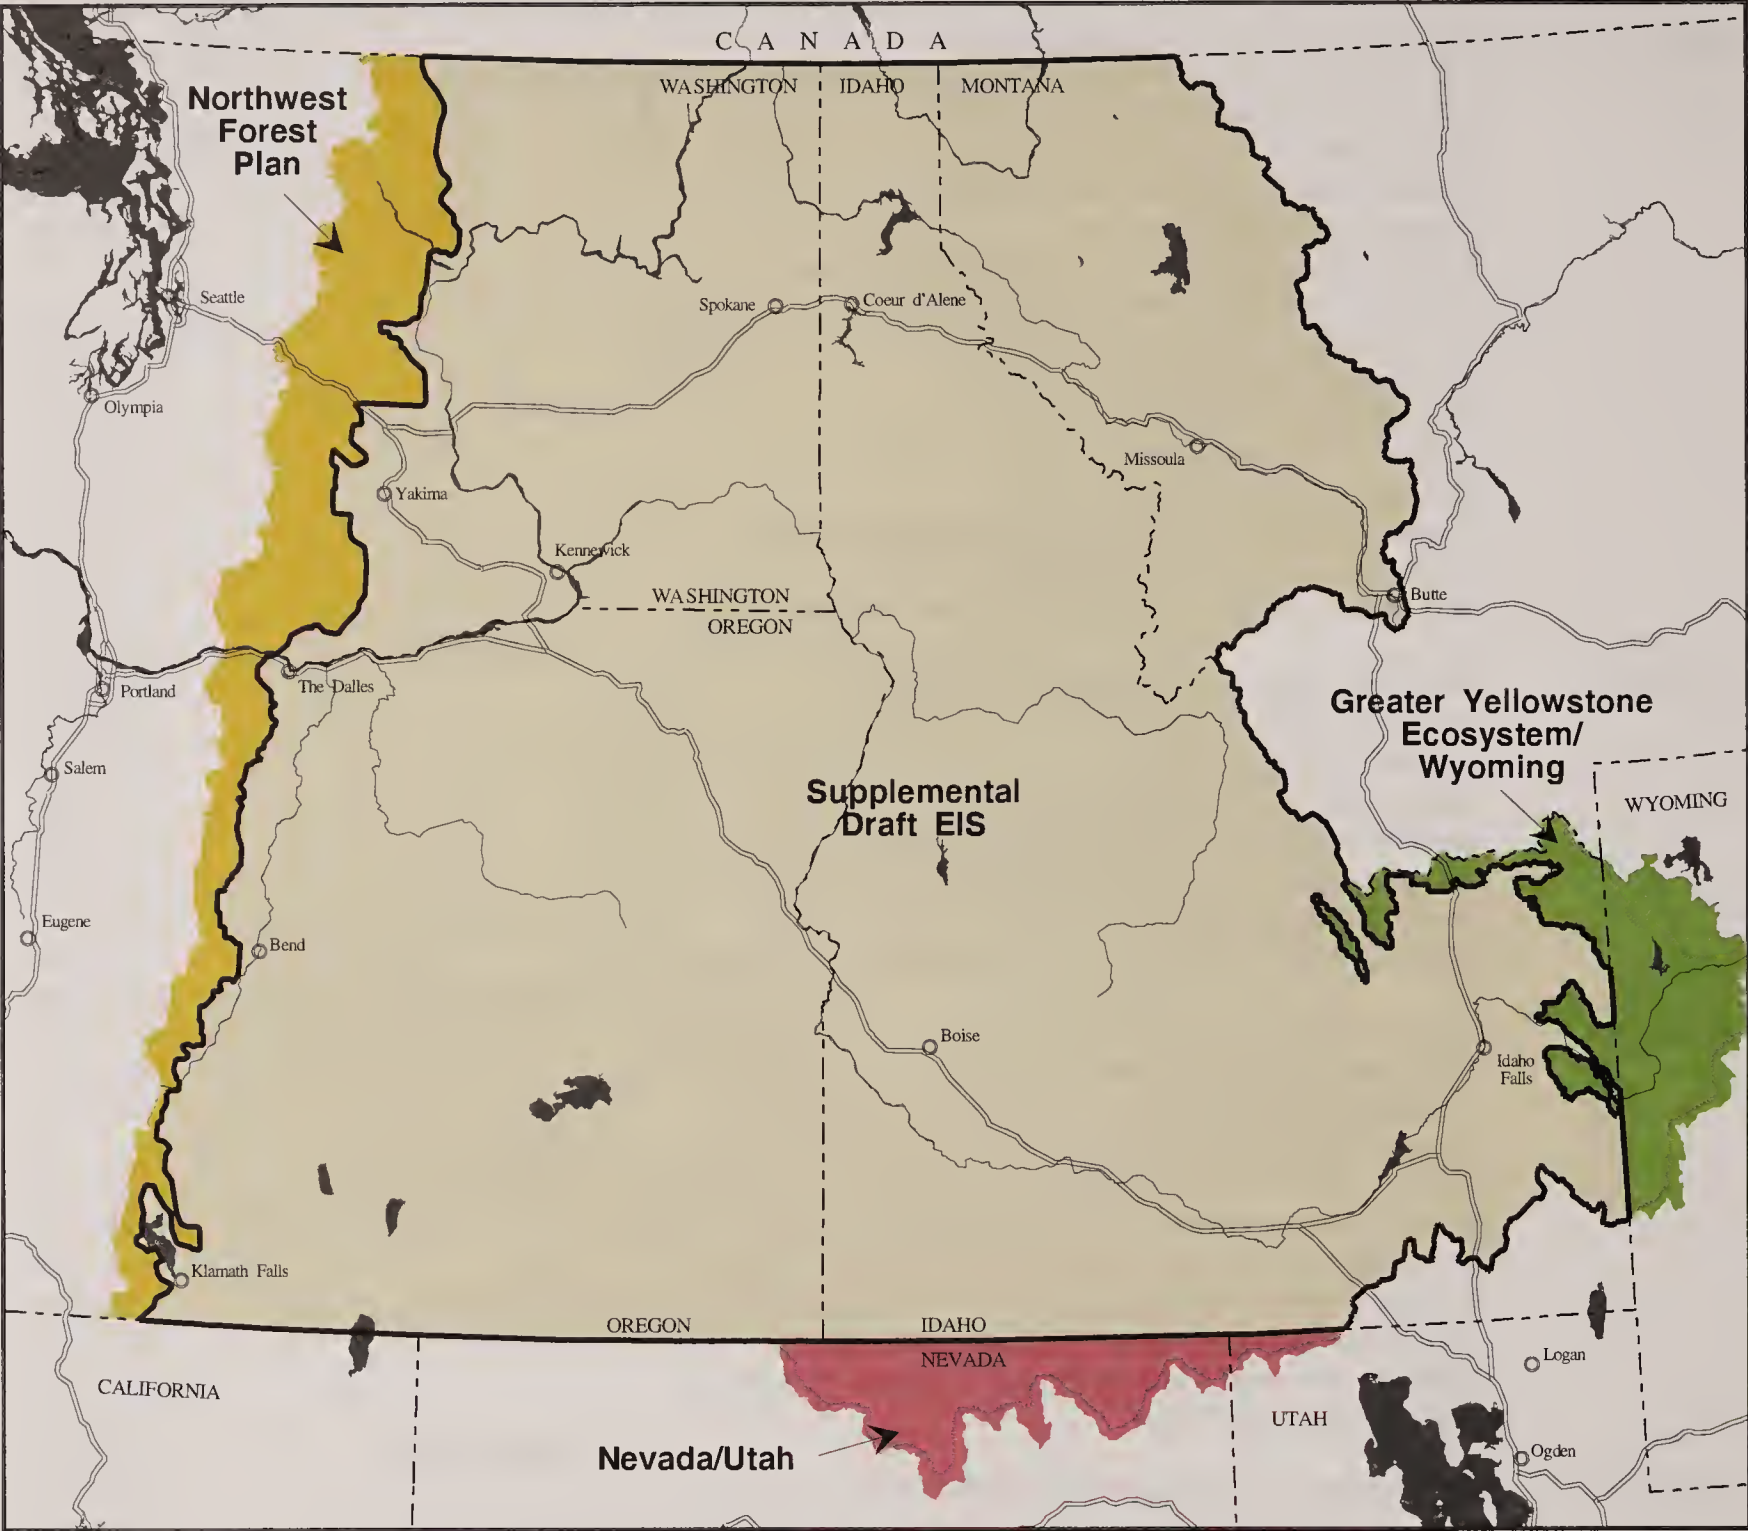 CANADA
WASHINGTON
IDAHO
MONTANA
Northwest
Forest
Plan
Seattle
Spokane
Coeur d'Alene
Olympia
Missoula
Yakima
Kennewick
WASHINGTON
OREGON
Butte
The Dalles
Portland
Greater Yellowstone
Ecosystem/
Wyoming
Salem
WYOMING
Supplemental
Draft EIS
Eugene
Bend
Boise
Idaho
Falls
Klamath Falls
OREGON
IDAHO
NEVADA
Logan
CALIFORNIA
UTAH
Nevada/Utah
Ogden